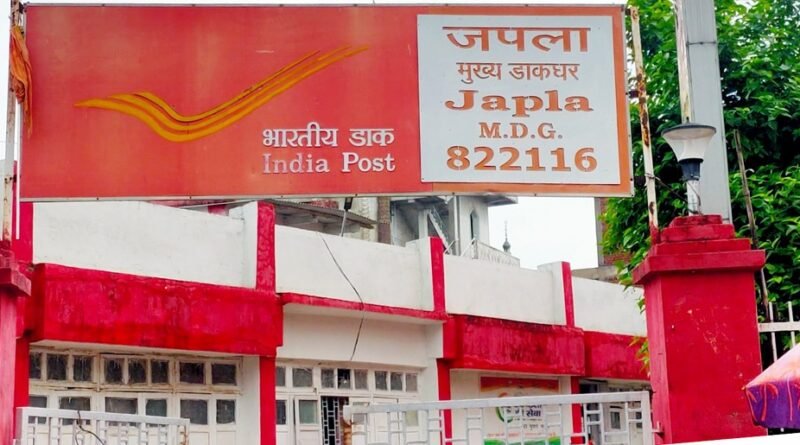 भारतीय डाक
India Post
जपला
मुख्य डाकघर
Japla
M.D.G.
822116
सेवा